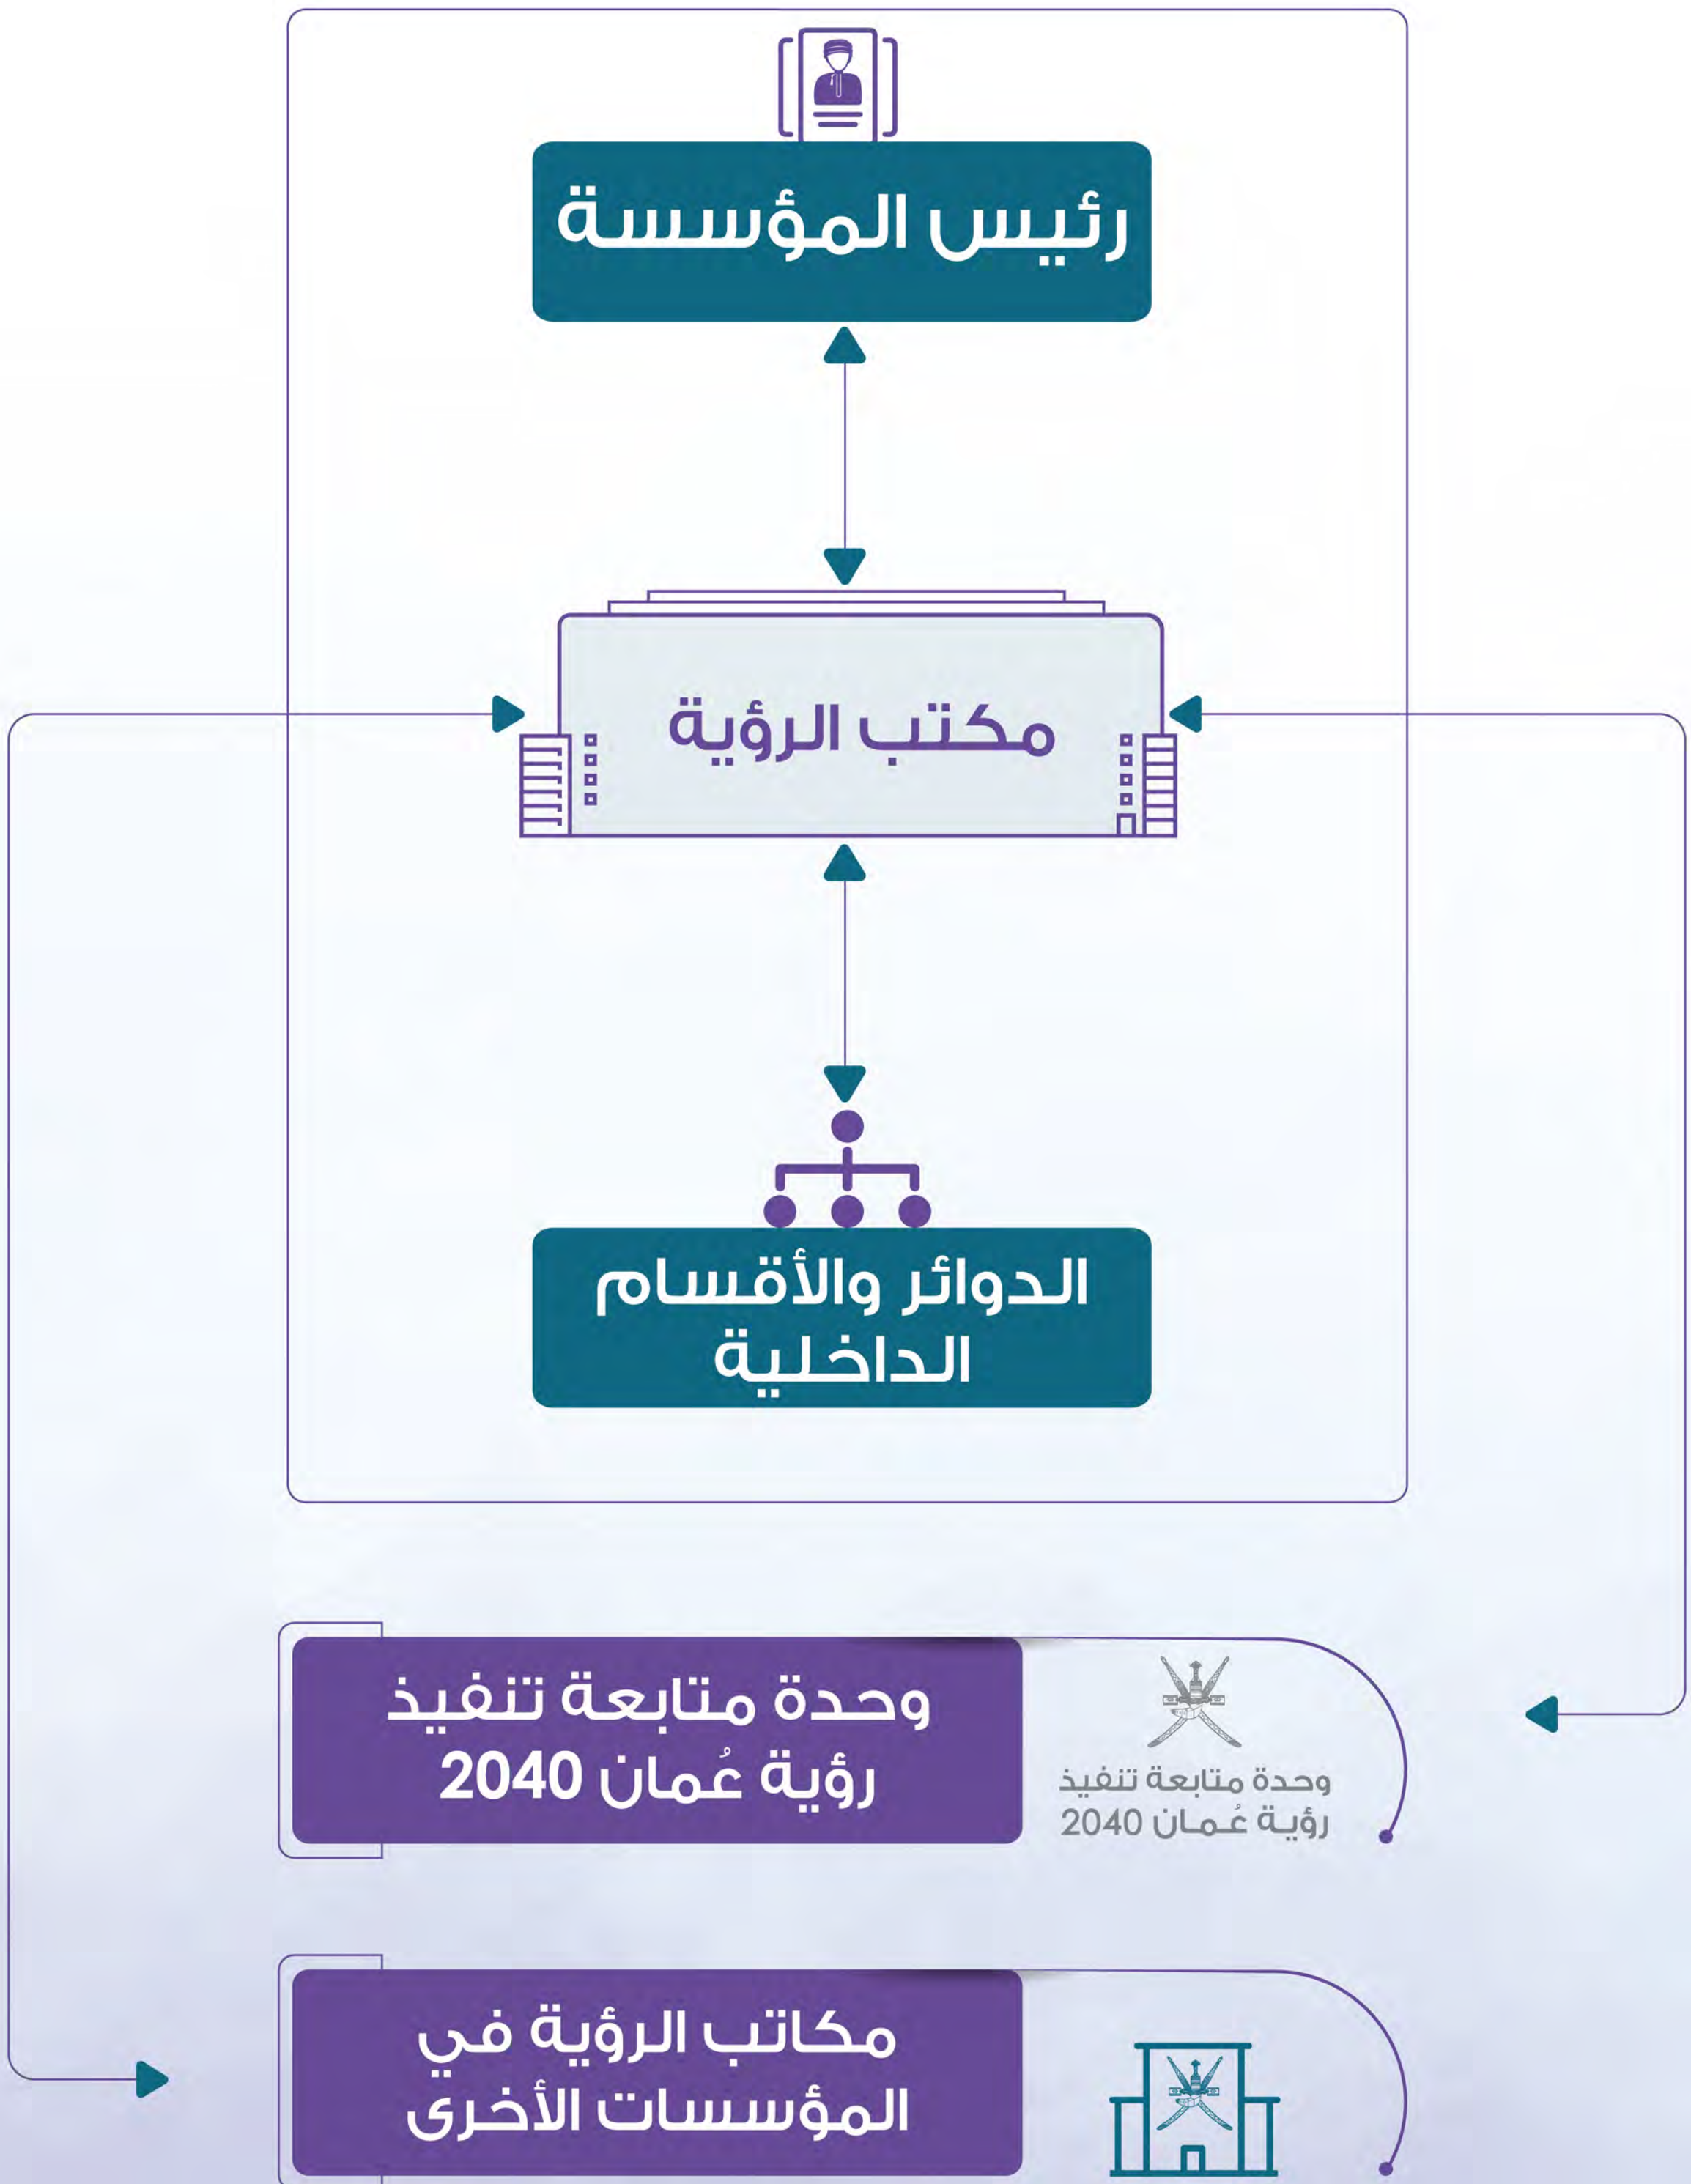 رئيس المؤسسة
مكتب الرؤية
الدوائر والأقسام
الداخلية
وحدة متابعة تنفيذ
رؤية عُمان 2040
وحدة متابعة تنفيذ
رؤية عُمان 2040
مكاتب الرؤية في
المؤسسات الأخرى